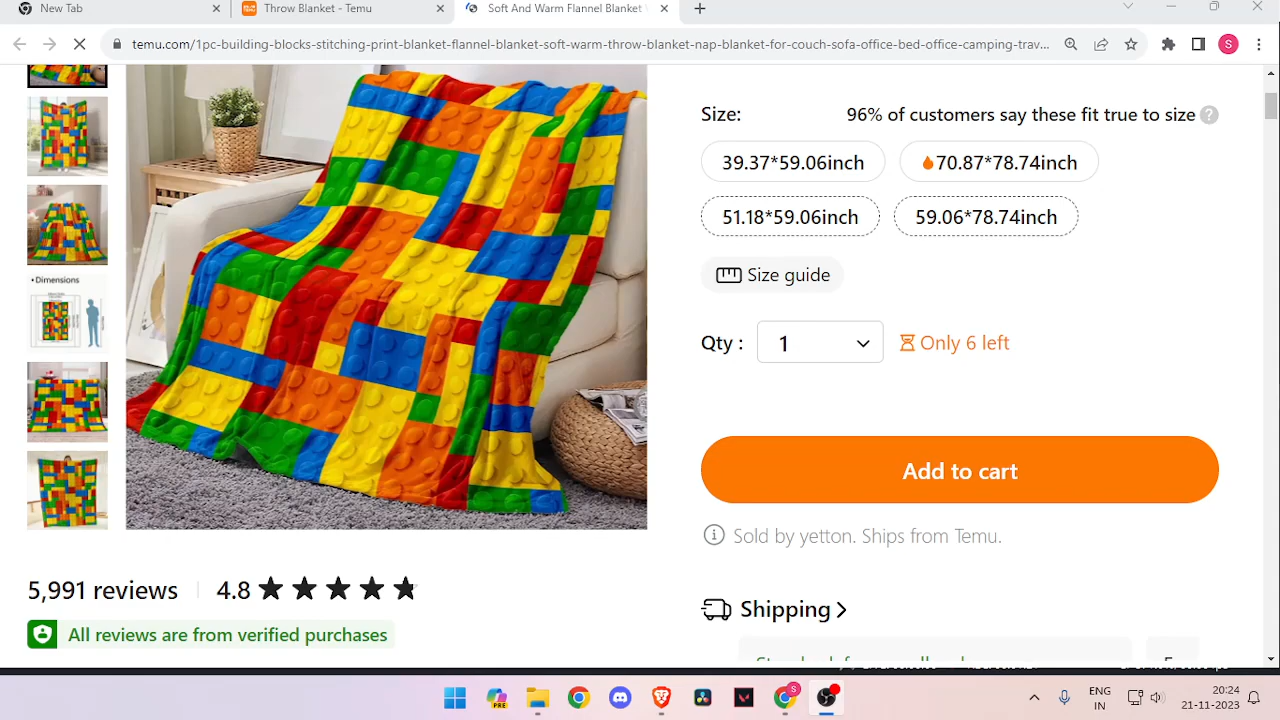 New Tab
Throw Blanket - Temu
Soft And Warm Flannel Blanket
temu.com/1pc-building-blocks-stitching-print-blanket-flannel-blanket-soft-warm-throw-blanket-nap-blanket-for-couch-sofa-office-bed-office-camping-trav...
S
Size:
96% of customers say these fit true to size ?
39.37*59.06inch
70.87*78.74inch
51.18*59.06inch
59.06*78.74inch
Size guide
Qty :
1
Only 6 left
Add to cart
Sold by yetton. Ships from Temu.
Shipping
• Dimensions
5,991 reviews
4.8
All reviews are from verified purchases
PRE
S
ENG
IN
20:24
21-11-2023